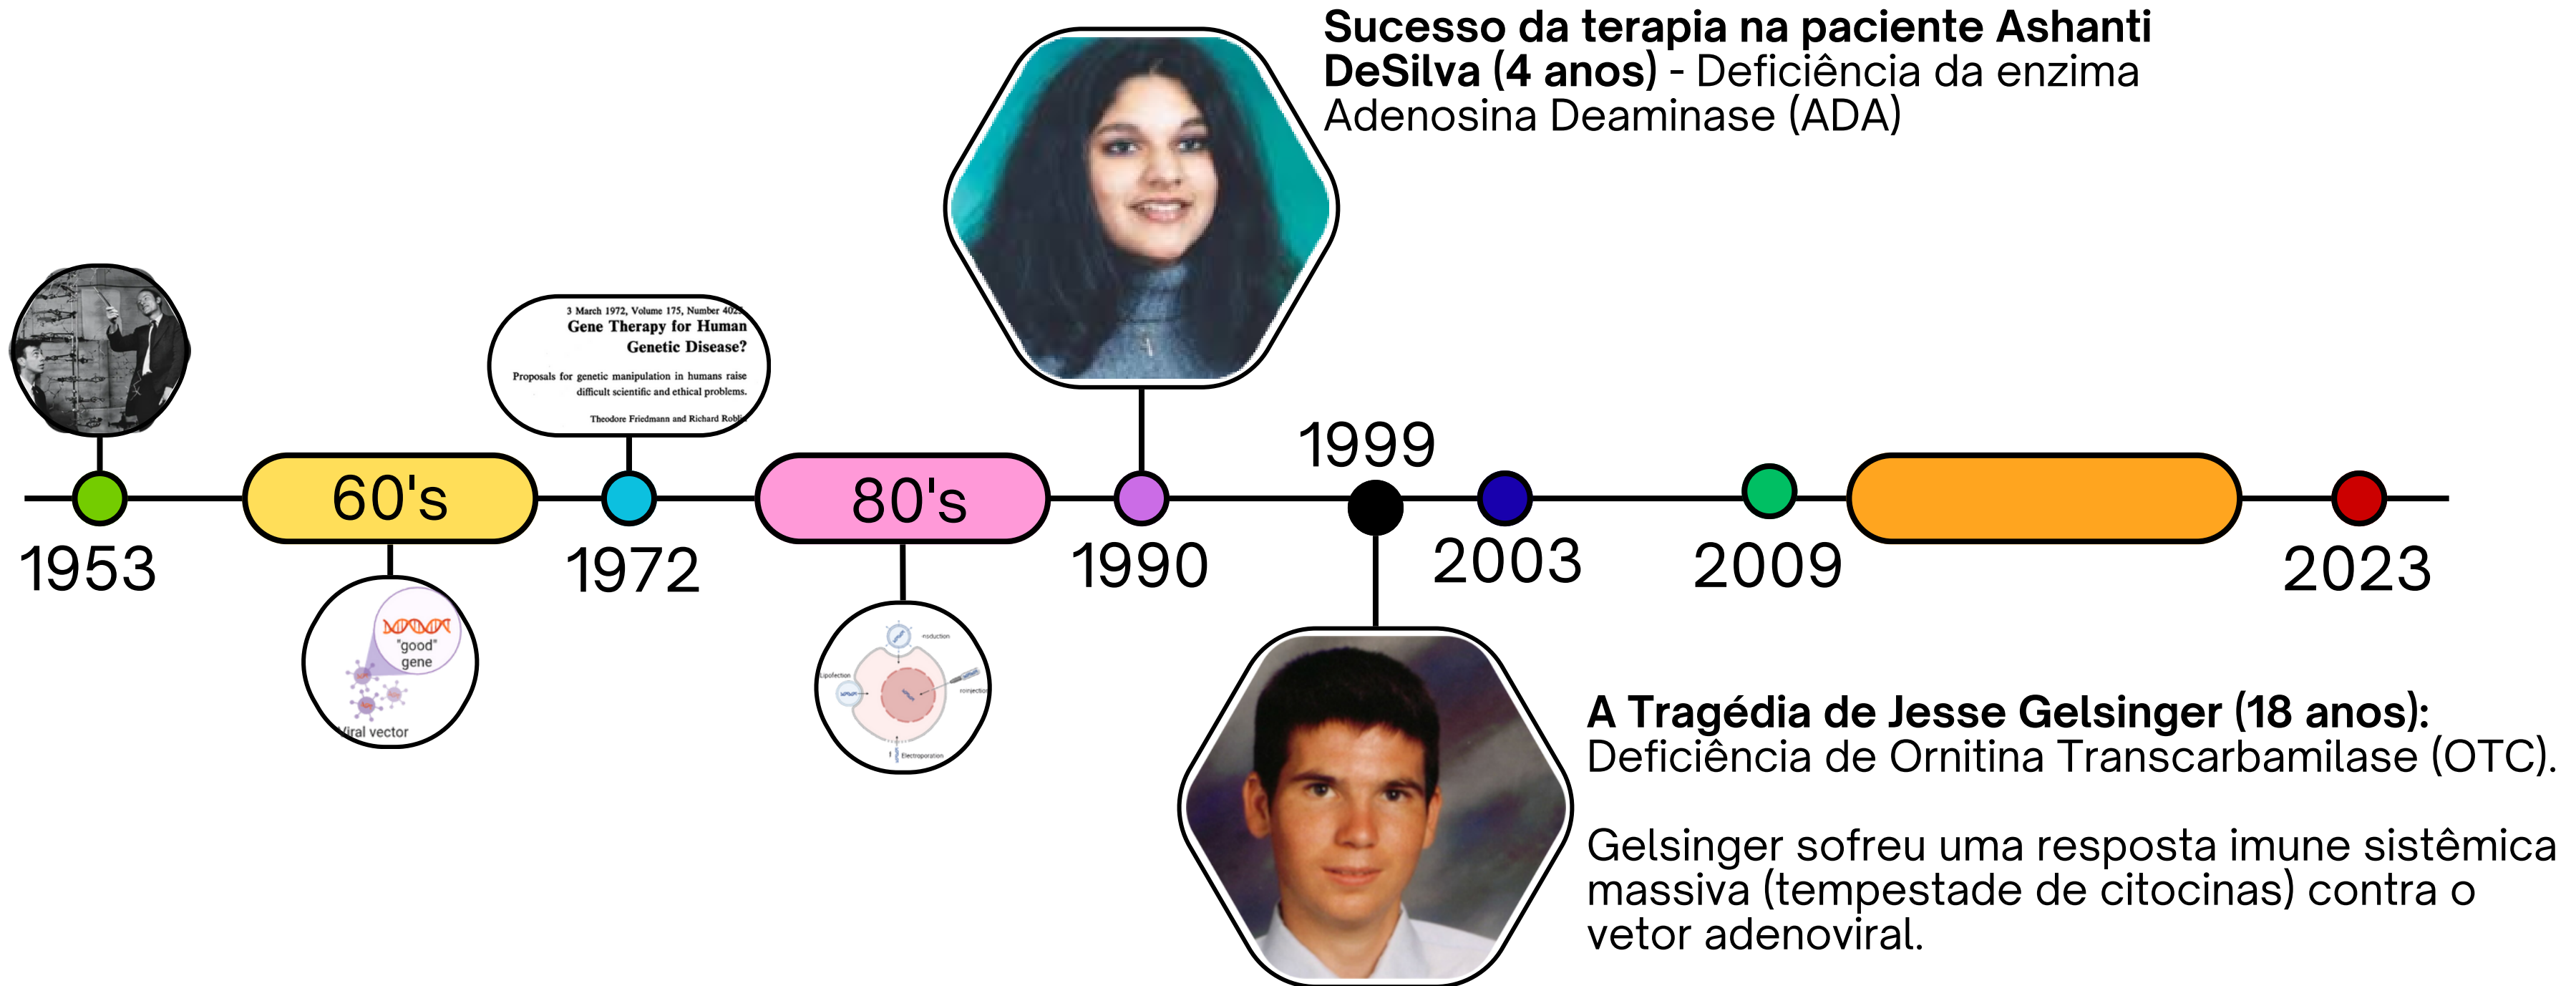 Sucesso da terapia na paciente Ashanti
DeSilva (4 anos) - Deficiência da enzima
Adenosina Deaminase (ADA)
3 March 1972, Volume 175, Number
Gene Therapy for Human
Genetic Disease?
Proposals for genetic manipulation in humans raise
difficult scientific and ethical problems.
Theodore Friedmann and Richard
1999
60's
80's
1953
1972
1990
2003
2009
2023
"good"
gene
Viral vector
Lipofection
Electroporation
A Tragédia de Jesse Gelsinger (18 anos):
Deficiência de Ornitina Transcarbamilase (OTC).
Gelsinger sofreu uma resposta imune sistêmica
massiva (tempestade de citocinas) contra o
vetor adenoviral.